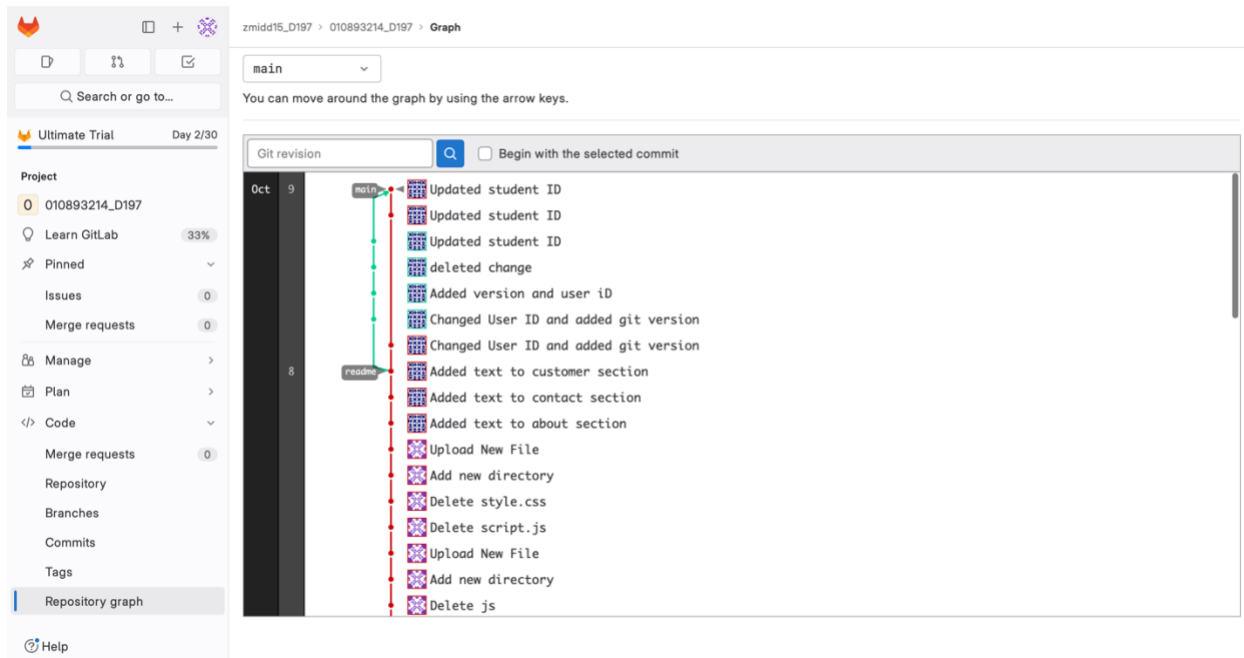 zmidd15_D197 > 010893214_D197 > Graph
Search or go to...
Ultimate Trial Day 2/30
Project
O 010893214_D197
Learn GitLab 33%
Pinned
Issues 0
Merge requests 0
Manage
Plan
Code
Merge requests 0
Repository
Branches
Commits
Tags
Repository graph
Help
main
You can move around the graph by using the arrow keys.
Git revision Begin with the selected commit
Oct 9 main Updated student ID
Updated student ID
Updated student ID
deleted change
Added version and user iD
Changed User ID and added git version
Changed User ID and added git version
8 readme Added text to customer section
Added text to contact section
Added text to about section
Upload New File
Add new directory
Delete style.css
Delete script.js
Upload New File
Add new directory
Delete js